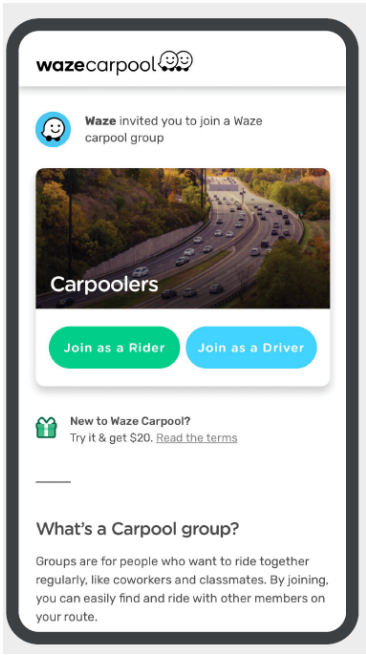 wazecarpool
Waze invited you to join a Waze
carpool group
Carpoolers
Join as a Rider
Join as a Driver
New to Waze Carpool?
Try it & get $20. Read the terms
What's a Carpool group?
Groups are for people who want to ride together
regularly, like coworkers and classmates. By joining,
you can easily find and ride with other members on
your route.